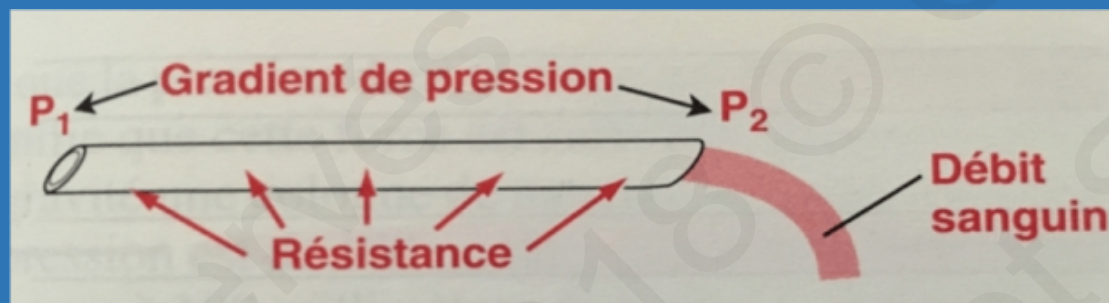 Gradient de pression
P1
P2
Débit
sanguin
Résistance